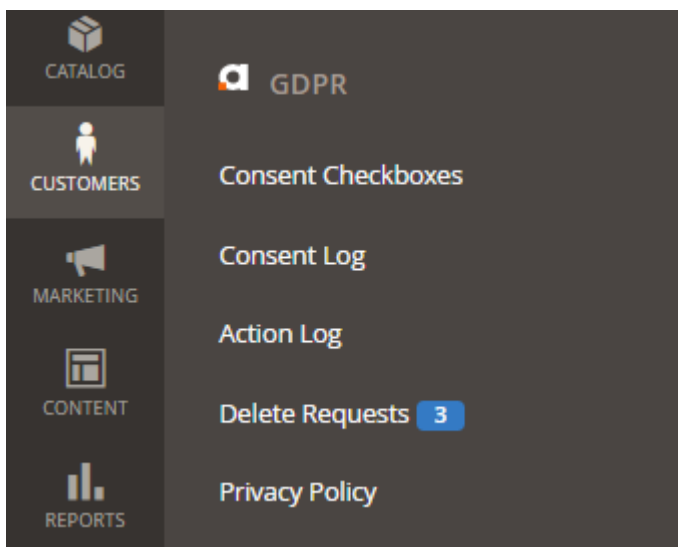 CATALOG
CUSTOMERS
MARKETING
CONTENT
REPORTS
a GDPR
Consent Checkboxes
Consent Log
Action Log
Delete Requests 3
Privacy Policy